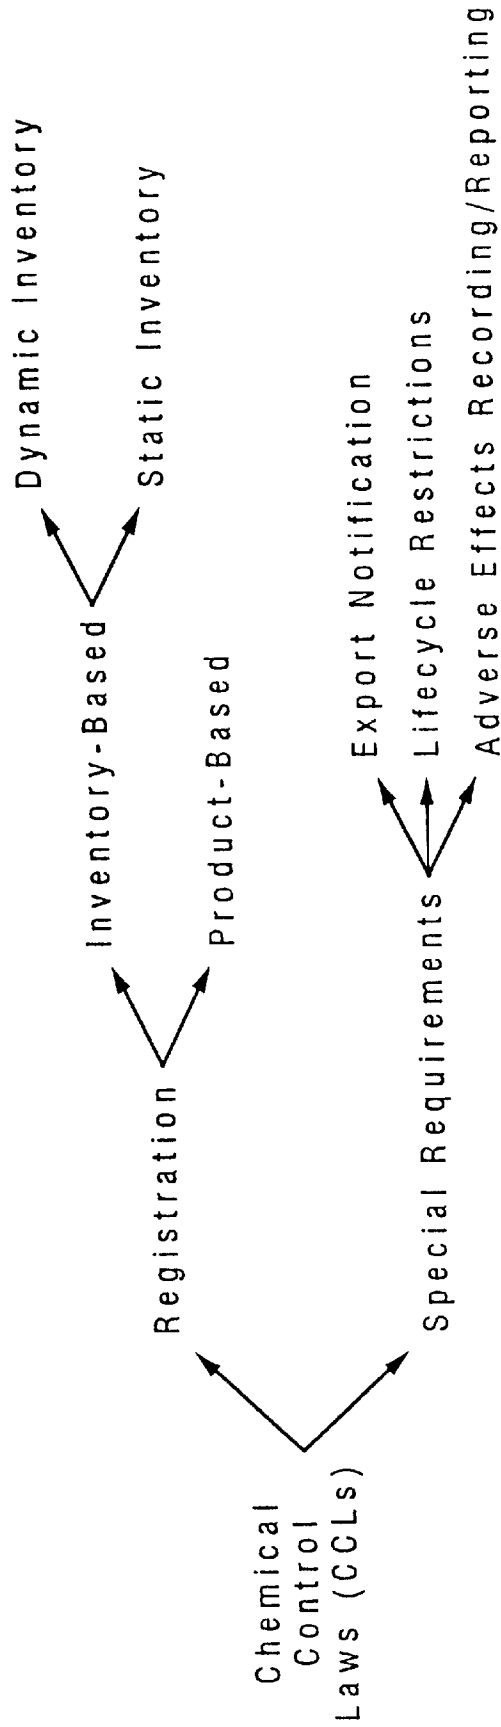 Chemical
Control
Laws (CCLs)
Registration
Inventory-Based
Dynamic Inventory
Static Inventory
Product-Based
Special Requirements
Export Notification
Lifecycle Restrictions
Adverse Effects Recording/Reporting